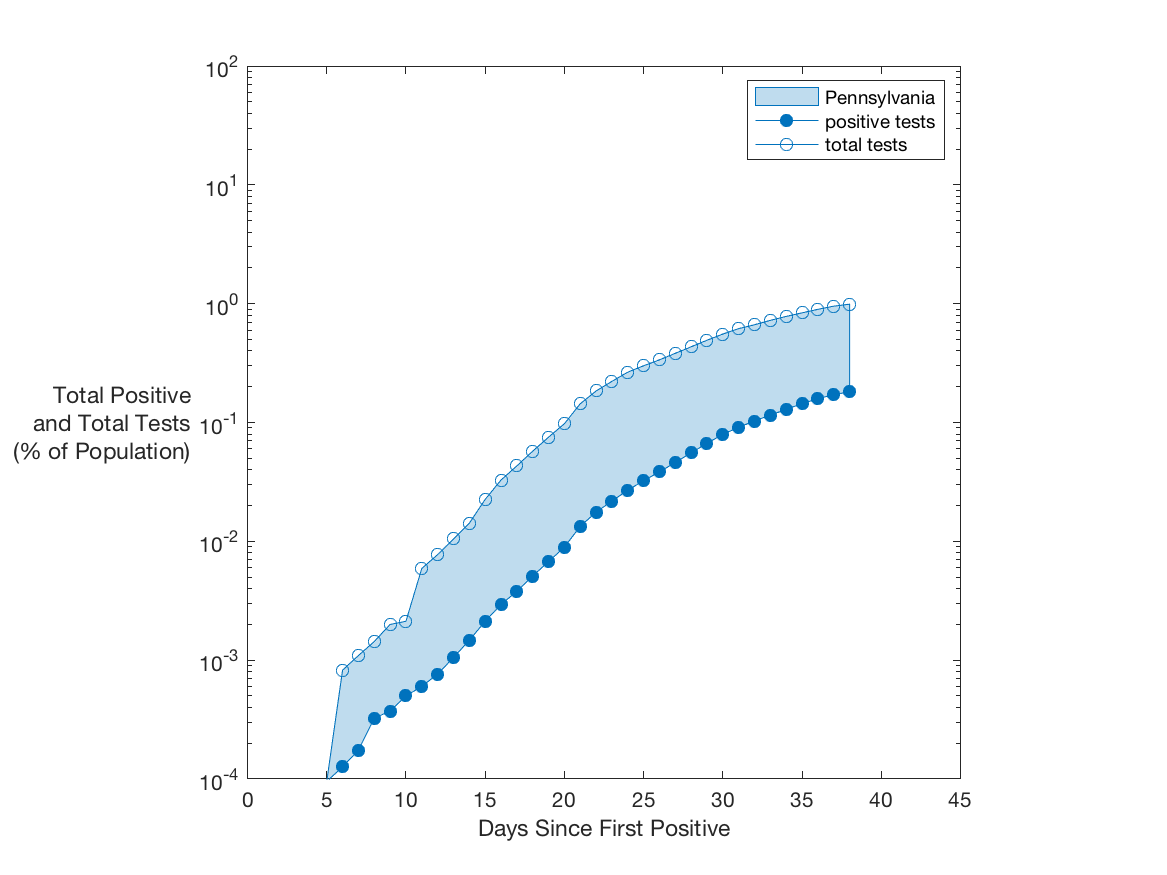 10^2
10^1
10^0
10^-1
10^-2
10^-3
10^-4
Total Positive
and Total Tests
(% of Population)
Pennsylvania
positive tests
total tests
0 5 10 15 20 25 30 35 40 45
Days Since First Positive